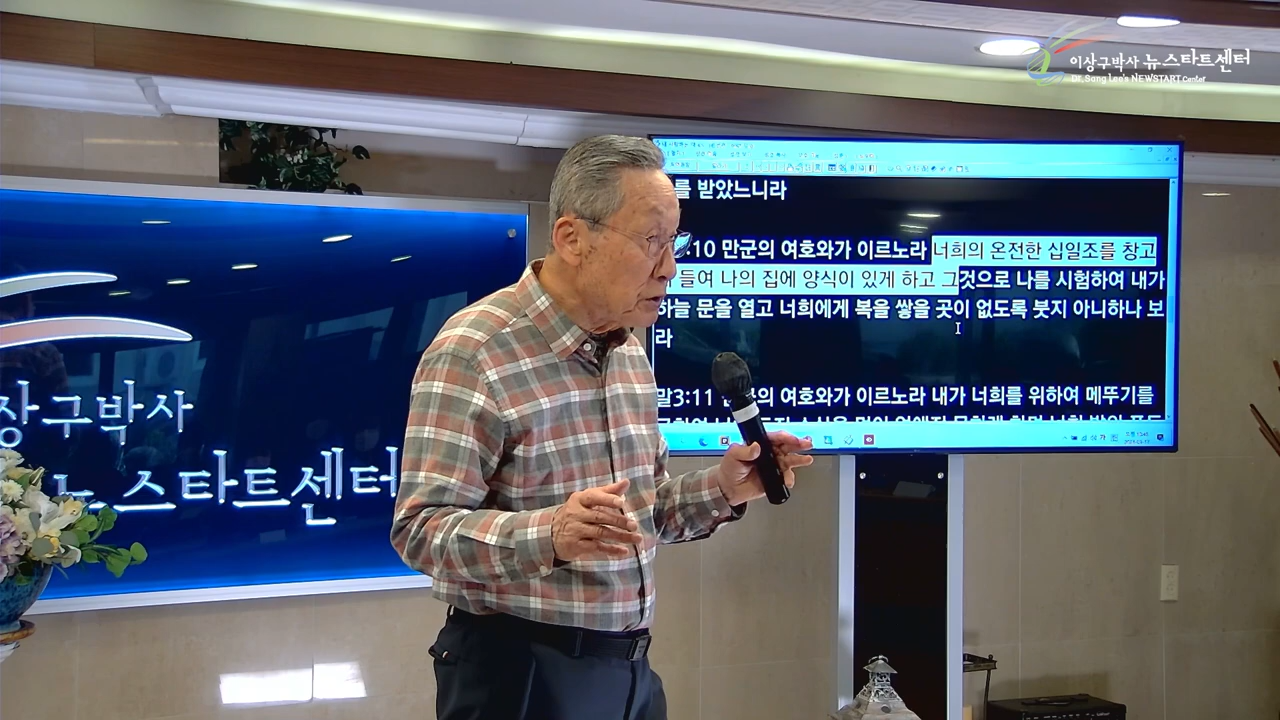 이상구박사 뉴스타트센터
Dr. Sang Lee's NEWSTART Center
를 받았느니라
:10 만군의 여호와가 이르노라 너희의 온전한 십일조를 창고
들여 나의 집에 양식이 있게 하고 그것으로 나를 시험하여 내가
하늘 문을 열고 너희에게 복을 쌓을 곳이 없도록 붓지 아니하나 보
라
말3:11 의 여호와가 이르노라 내가 너희를 위하여 메뚜기를
상구박사
뉴스타트센터